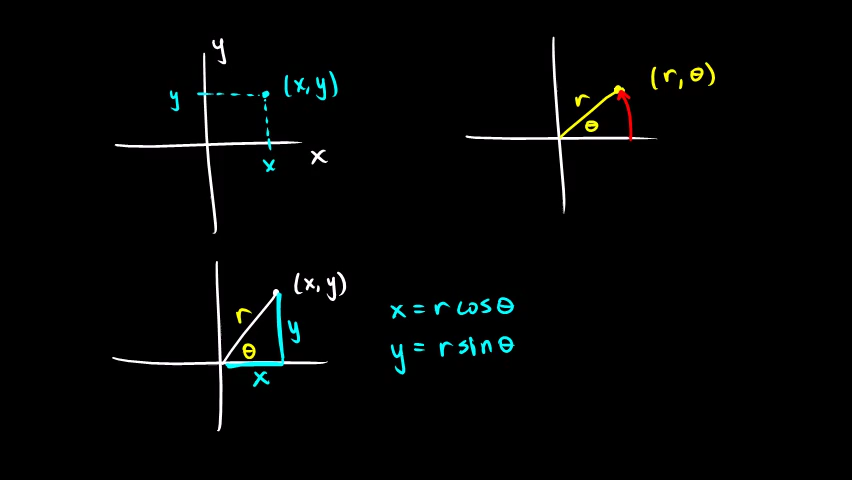 y
y (x, y)
x
x
(r, θ)
r
θ
(x, y)
r
y
θ
x
x = r cos θ
y = r sin θ